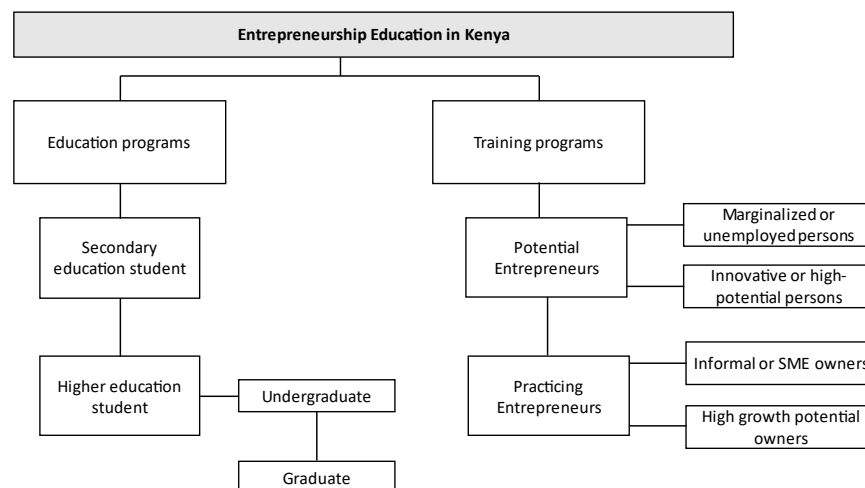 Entrepreneurship Education in Kenya
Education programs
Training programs
Secondary
education student
Potential
Entrepreneurs
Marginalized or
unemployed persons
Innovative or high-
potential persons
Higher education
student
Undergraduate
Graduate
Practicing
Entrepreneurs
Informal or SME owners
High growth potential
owners